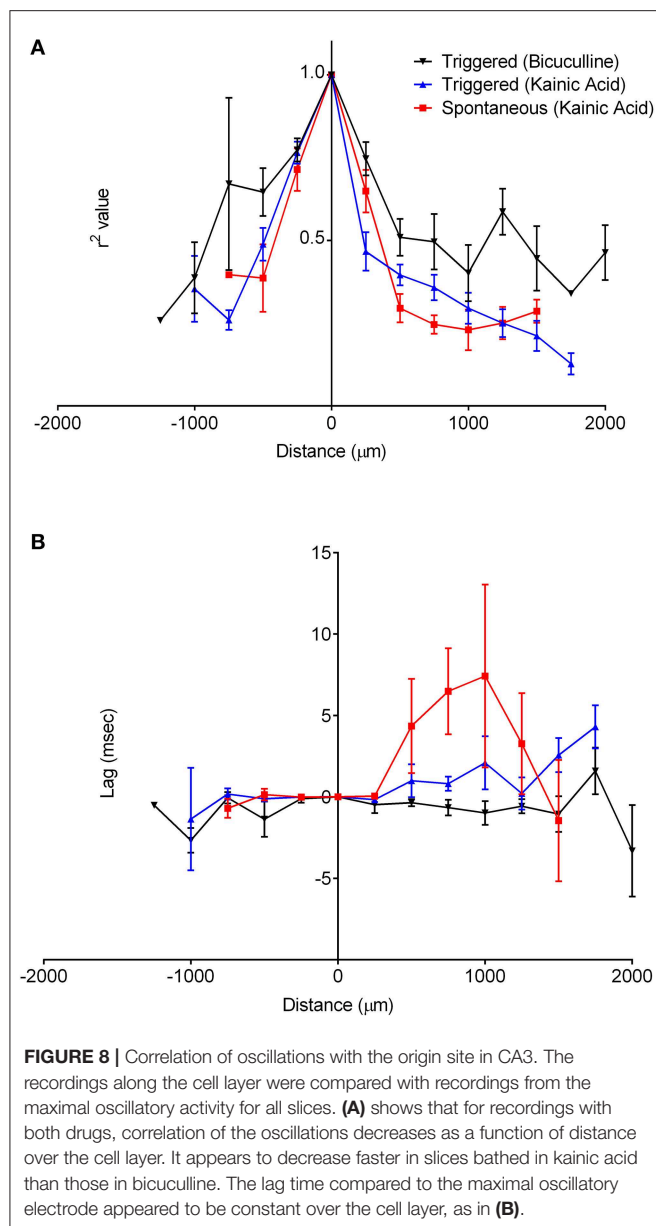 A
1.0
Triggered (Bicuculline)
Triggered (Kainic Acid)
Spontaneous (Kainic Acid)
r² value
0.5
-2000 -1000 0 1000 2000
Distance (μm)
B
15
10
5
0
-5
Lag (msec)
-2000 -1000 0 1000 2000
Distance (μm)
FIGURE 8 | Correlation of oscillations with the origin site in CA3. The
recordings along the cell layer were compared with recordings from the
maximal oscillatory activity for all slices. (A) shows that for recordings with
both drugs, correlation of the oscillations decreases as a function of distance
over the cell layer. It appears to decrease faster in slices bathed in kainic acid
than those in bicuculline. The lag time compared to the maximal oscillatory
electrode appeared to be constant over the cell layer, as in (B).